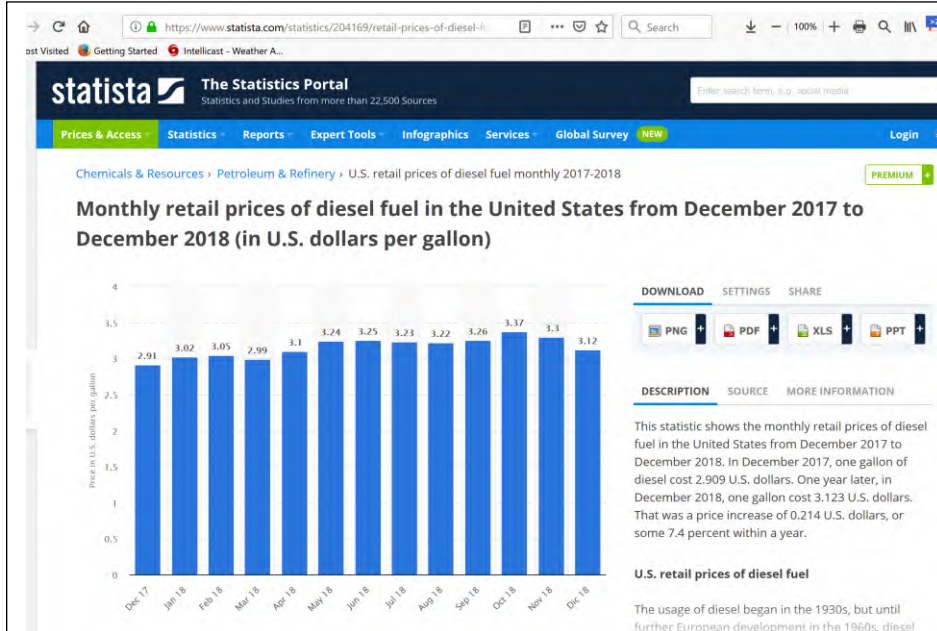 https://www.statista.com/statistics/204169/retail-prices-of-diesel-f
Search
100%
ost Visited Getting Started Intellicast - Weather A...
statista
The Statistics Portal
Statistics and Studies from more than 22,500 Sources
Enter search term, e.g. social media
Prices & Access Statistics Reports Expert Tools Infographics Services Global Survey NEW Login
Chemicals & Resources › Petroleum & Refinery › U.S. retail prices of diesel fuel monthly 2017-2018
PREMIUM +
Monthly retail prices of diesel fuel in the United States from December 2017 to
December 2018 (in U.S. dollars per gallon)
Price in U.S. dollars per gallon
4
3.5
3
2.5
2
1.5
1
0.5
0
2.91 3.02 3.05 2.99 3.1 3.24 3.25 3.23 3.22 3.26 3.37 3.3 3.12
Dec 17 Jan 18 Feb 18 Mar 18 Apr 18 May 18 Jun 18 Jul 18 Aug 18 Sep 18 Oct 18 Nov 18 Dic 18
DOWNLOAD SETTINGS SHARE
PNG + PDF + XLS + PPT +
DESCRIPTION SOURCE MORE INFORMATION
This statistic shows the monthly retail prices of diesel
fuel in the United States from December 2017 to
December 2018. In December 2017, one gallon of
diesel cost 2.909 U.S. dollars. One year later, in
December 2018, one gallon cost 3.123 U.S. dollars.
That was a price increase of 0.214 U.S. dollars, or
some 7.4 percent within a year.
U.S. retail prices of diesel fuel
The usage of diesel began in the 1930s, but until
further European development in the 1960s, diesel